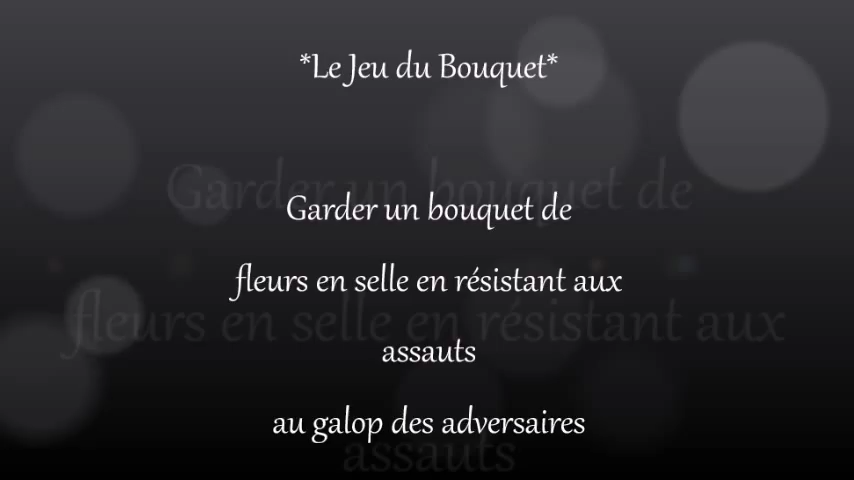 *Le Jeu du Bouquet*
Garder un bouquet de
fleurs en selle en résistant aux
assauts
au galop des adversaires